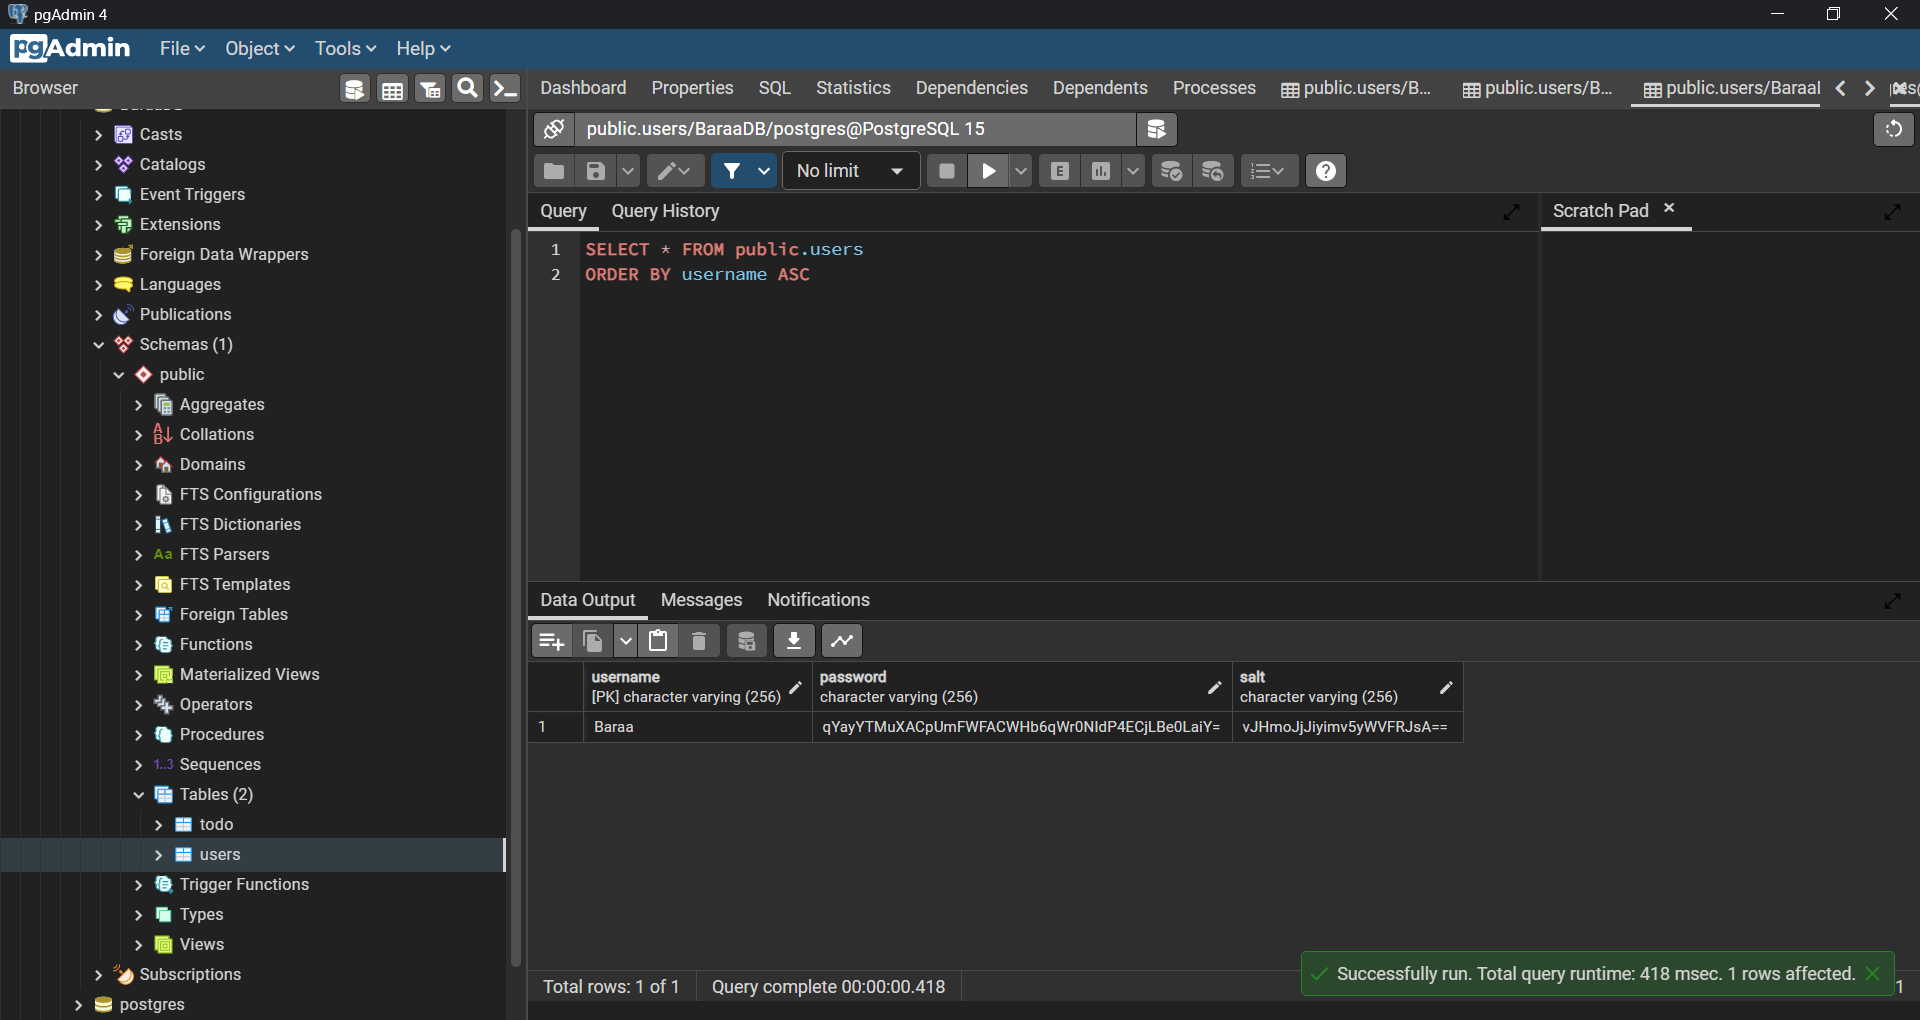 pgAdmin 4
pgAdmin File Object Tools Help
Browser
Dashboard Properties SQL Statistics Dependencies Dependents Processes public.users/B... public.users/B... public.users/Baraal
public.users/BaraaDB/postgres@PostgreSQL 15
No limit
Query Query History
Scratch Pad
1 SELECT * FROM public.users
2 ORDER BY username ASC
Casts
Catalogs
Event Triggers
Extensions
Foreign Data Wrappers
Languages
Publications
Schemas (1)
public
Aggregates
Collations
Domains
FTS Configurations
FTS Dictionaries
Aa FTS Parsers
FTS Templates
Foreign Tables
Functions
Materialized Views
Operators
Procedures
1..3 Sequences
Tables (2)
todo
users
Trigger Functions
Types
Views
Subscriptions
postgres
Data Output Messages Notifications
username password salt
[PK] character varying (256) character varying (256) character varying (256)
1 Baraa qYayYTMuXACpUmFWFACWHb6qWr0NIdP4ECjLBe0LaiY= vJHmoJjJiyimv5yWVFRJsA==
Total rows: 1 of 1 Query complete 00:00:00.418
Successfully run. Total query runtime: 418 msec. 1 rows affected.